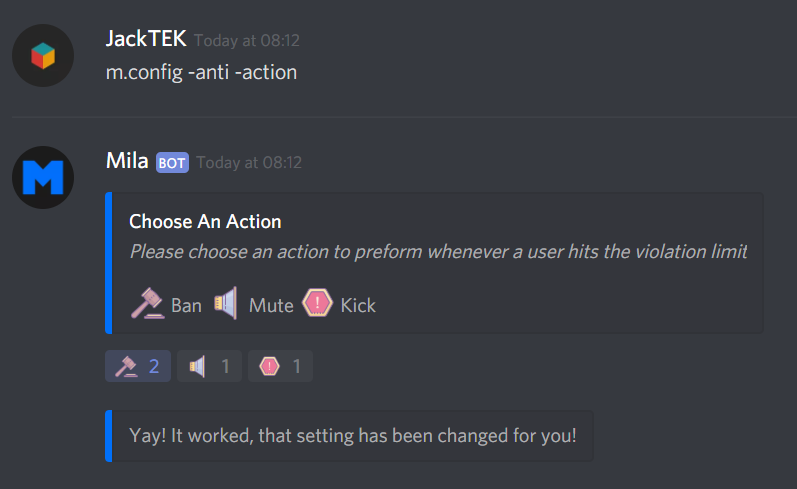 JackTEK Today at 08:12
m.config -anti -action
M
Mila BOT Today at 08:12
Choose An Action
Please choose an action to preform whenever a user hits the violation limit
Ban Mute ! Kick
2 1 ! 1
Yay! It worked, that setting has been changed for you!